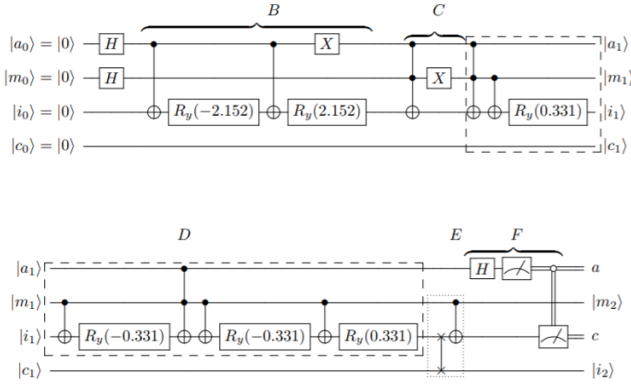 B C
|a₀⟩ = |0⟩ H X |a₁⟩
|m₀⟩ = |0⟩ H X |m₁⟩
|i₀⟩ = |0⟩ R_y(−2.152) R_y(2.152) R_y(0.331) |i₁⟩
|c₀⟩ = |0⟩ |c₁⟩
D E F
|a₁⟩ H a
|m₁⟩ |m₂⟩
|i₁⟩ R_y(−0.331) R_y(−0.331) R_y(0.331) c
|c₁⟩ |i₂⟩